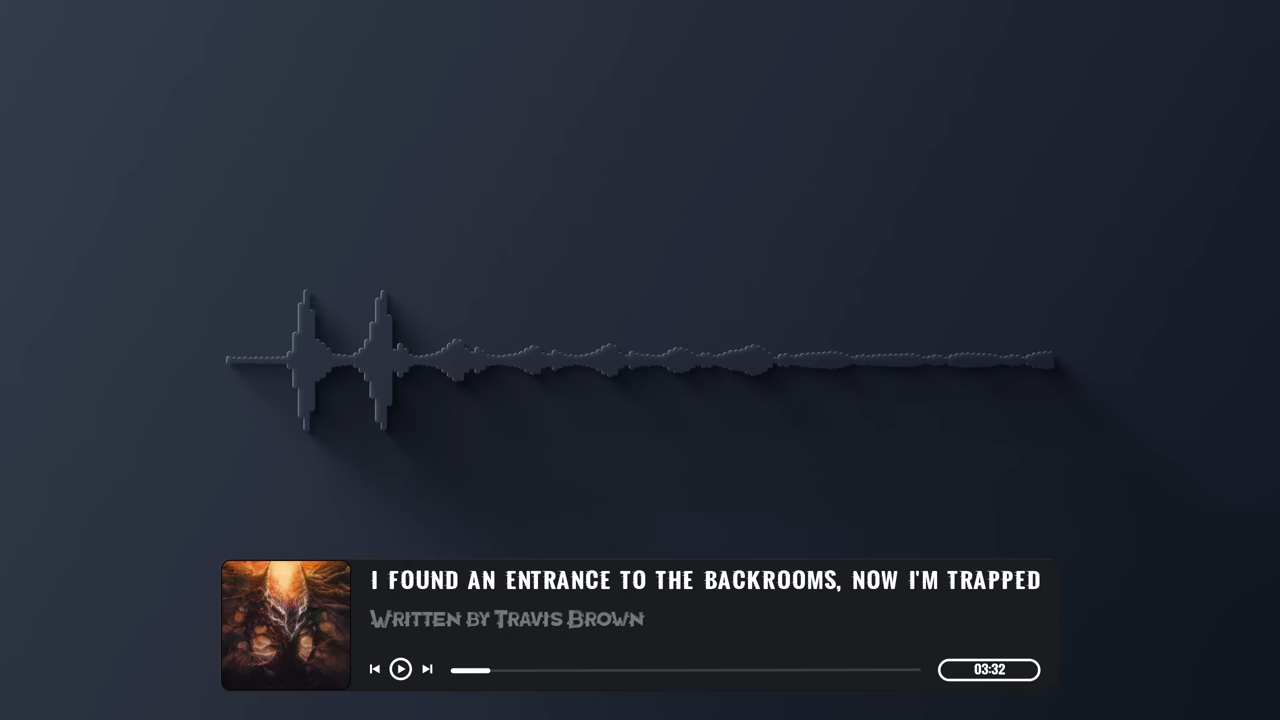 I FOUND AN ENTRANCE TO THE BACKROOMS, NOW I'M TRAPPED
WRITTEN BY TRAVIS BROWN
03:32